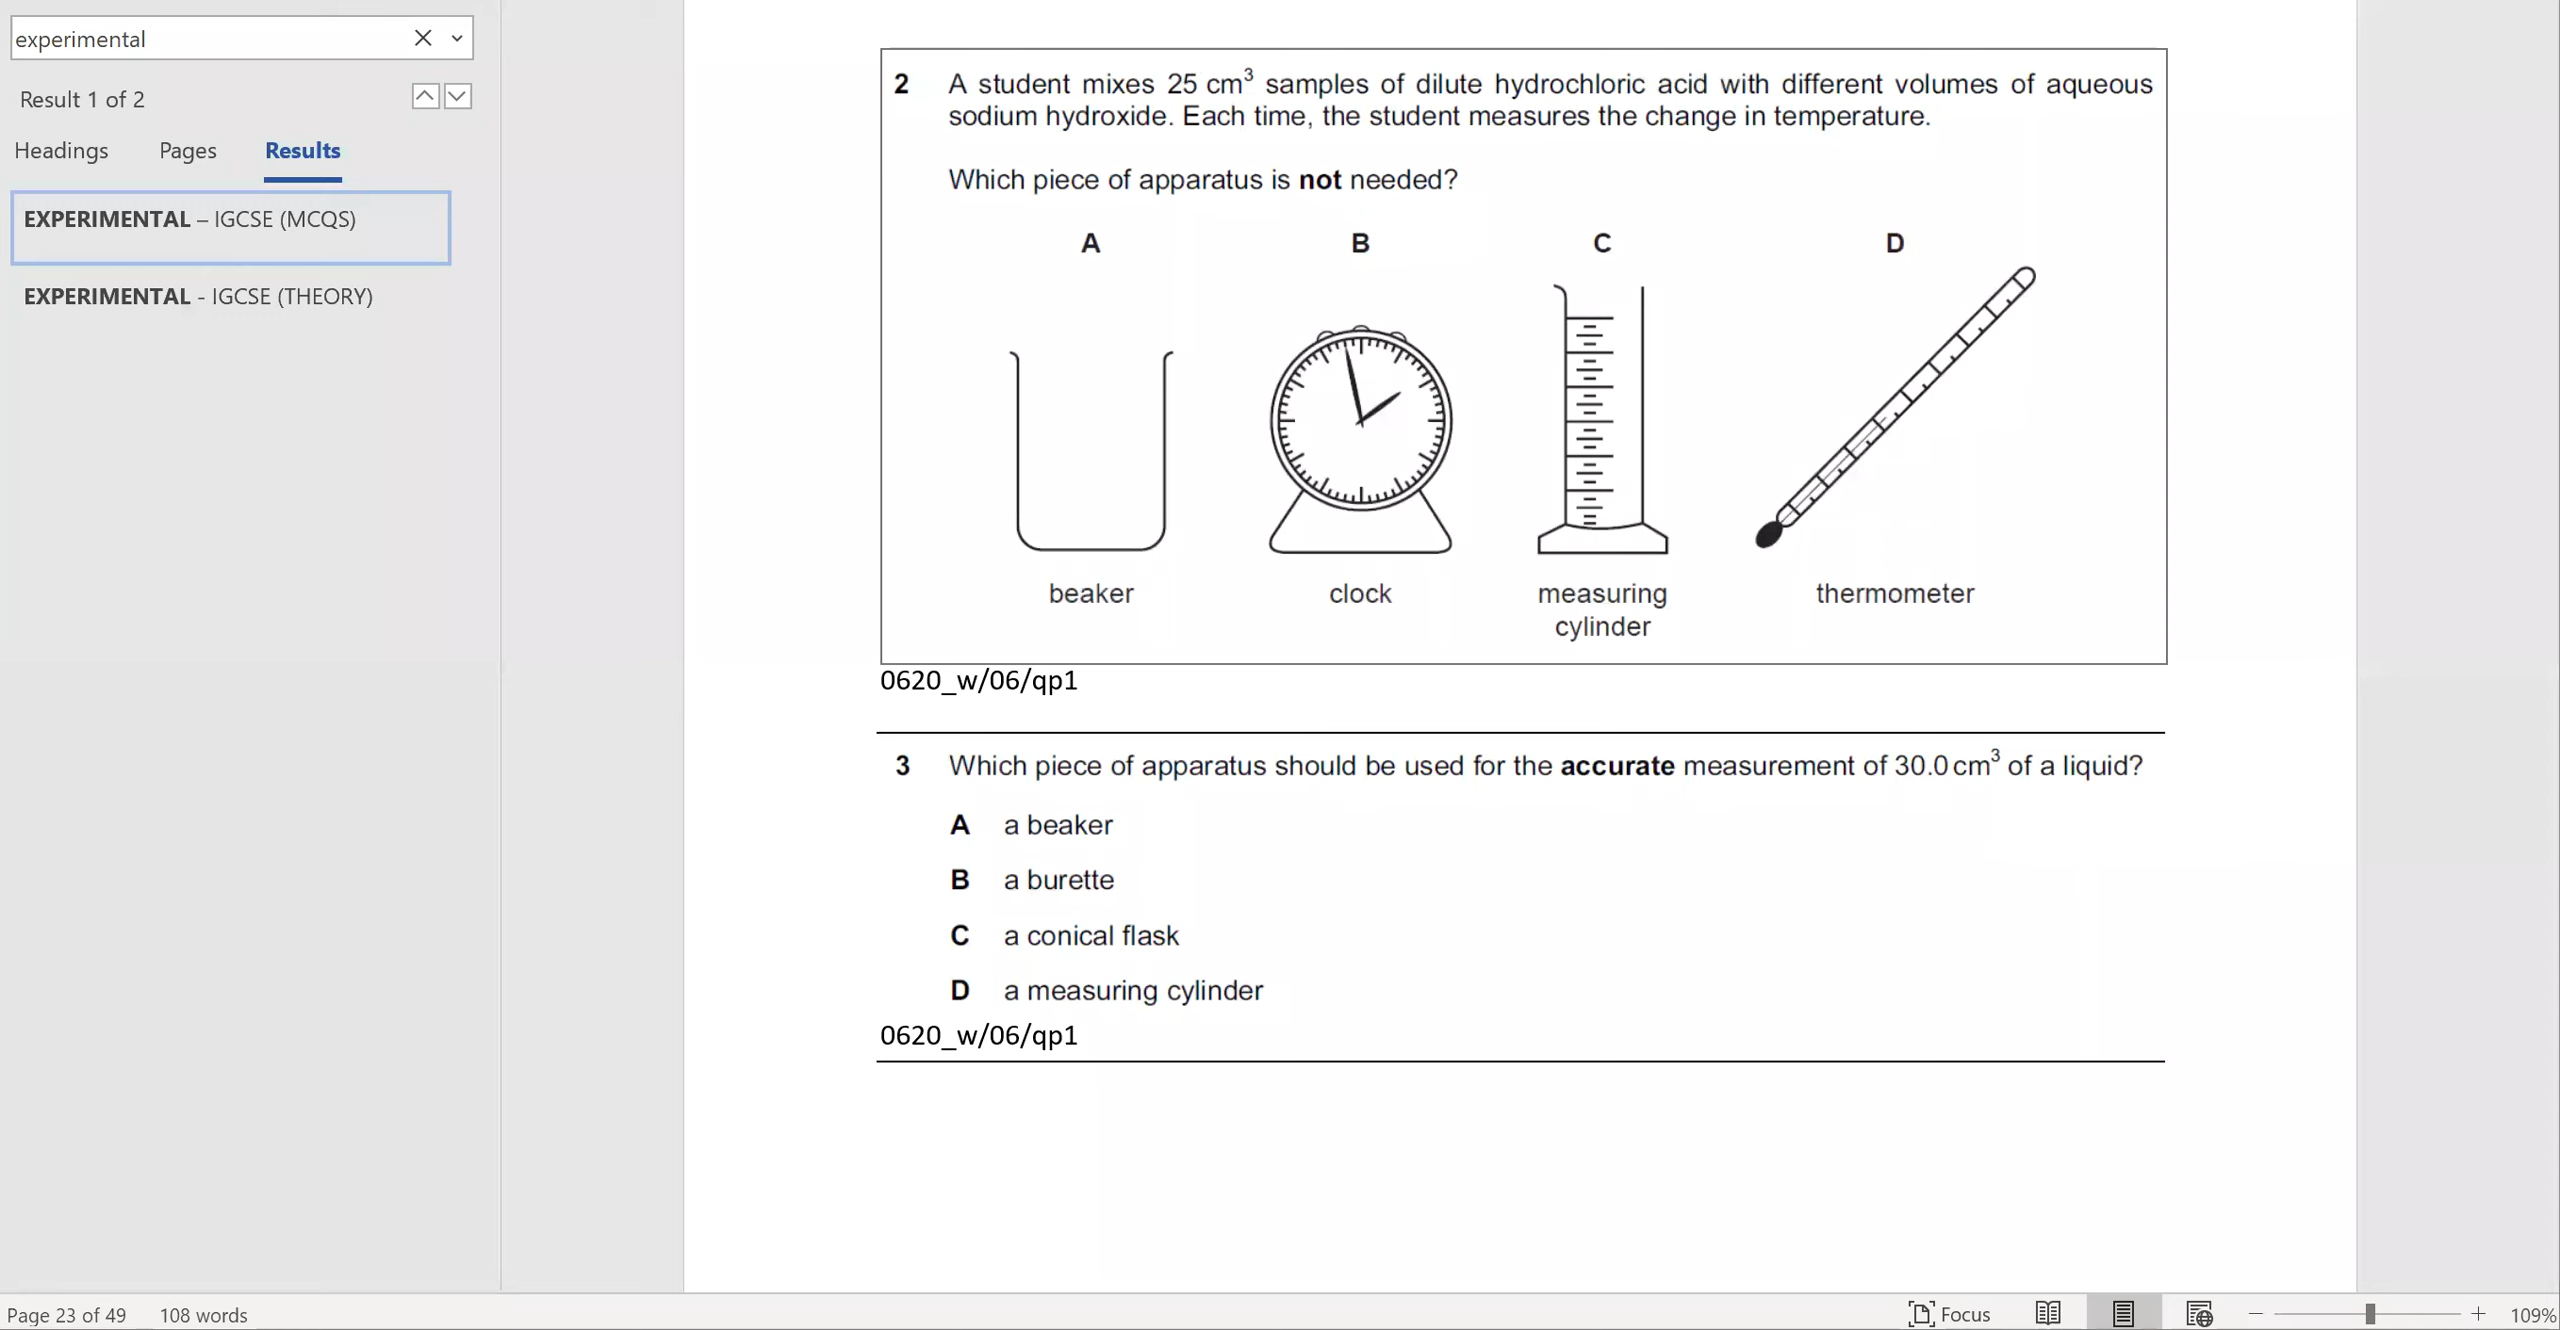 experimental
Result 1 of 2
Headings Pages Results
EXPERIMENTAL – IGCSE (MCQS)
EXPERIMENTAL - IGCSE (THEORY)
2 A student mixes 25 cm³ samples of dilute hydrochloric acid with different volumes of aqueous
sodium hydroxide. Each time, the student measures the change in temperature.
Which piece of apparatus is not needed?
A B C D
beaker clock measuring thermometer
cylinder
0620_w/06/qp1
3 Which piece of apparatus should be used for the accurate measurement of 30.0 cm³ of a liquid?
A a beaker
B a burette
C a conical flask
D a measuring cylinder
0620_w/06/qp1
Page 23 of 49 108 words Focus 109%